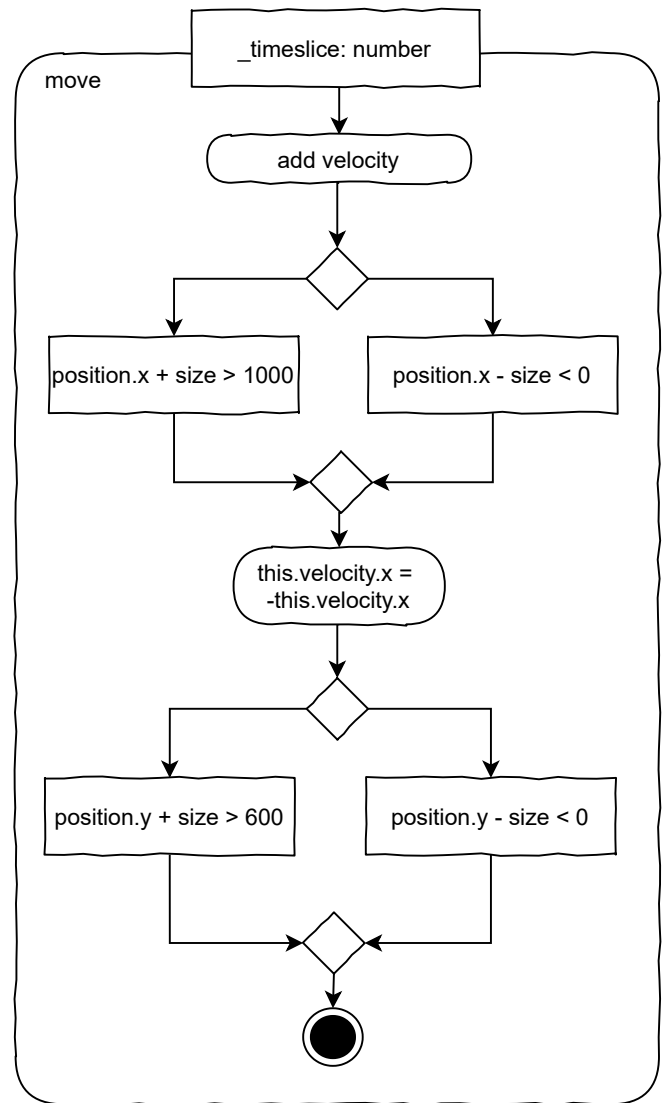 _timeslice: number
move
add velocity
position.x + size > 1000
position.x - size < 0
this.velocity.x =
-this.velocity.x
position.y + size > 600
position.y - size < 0